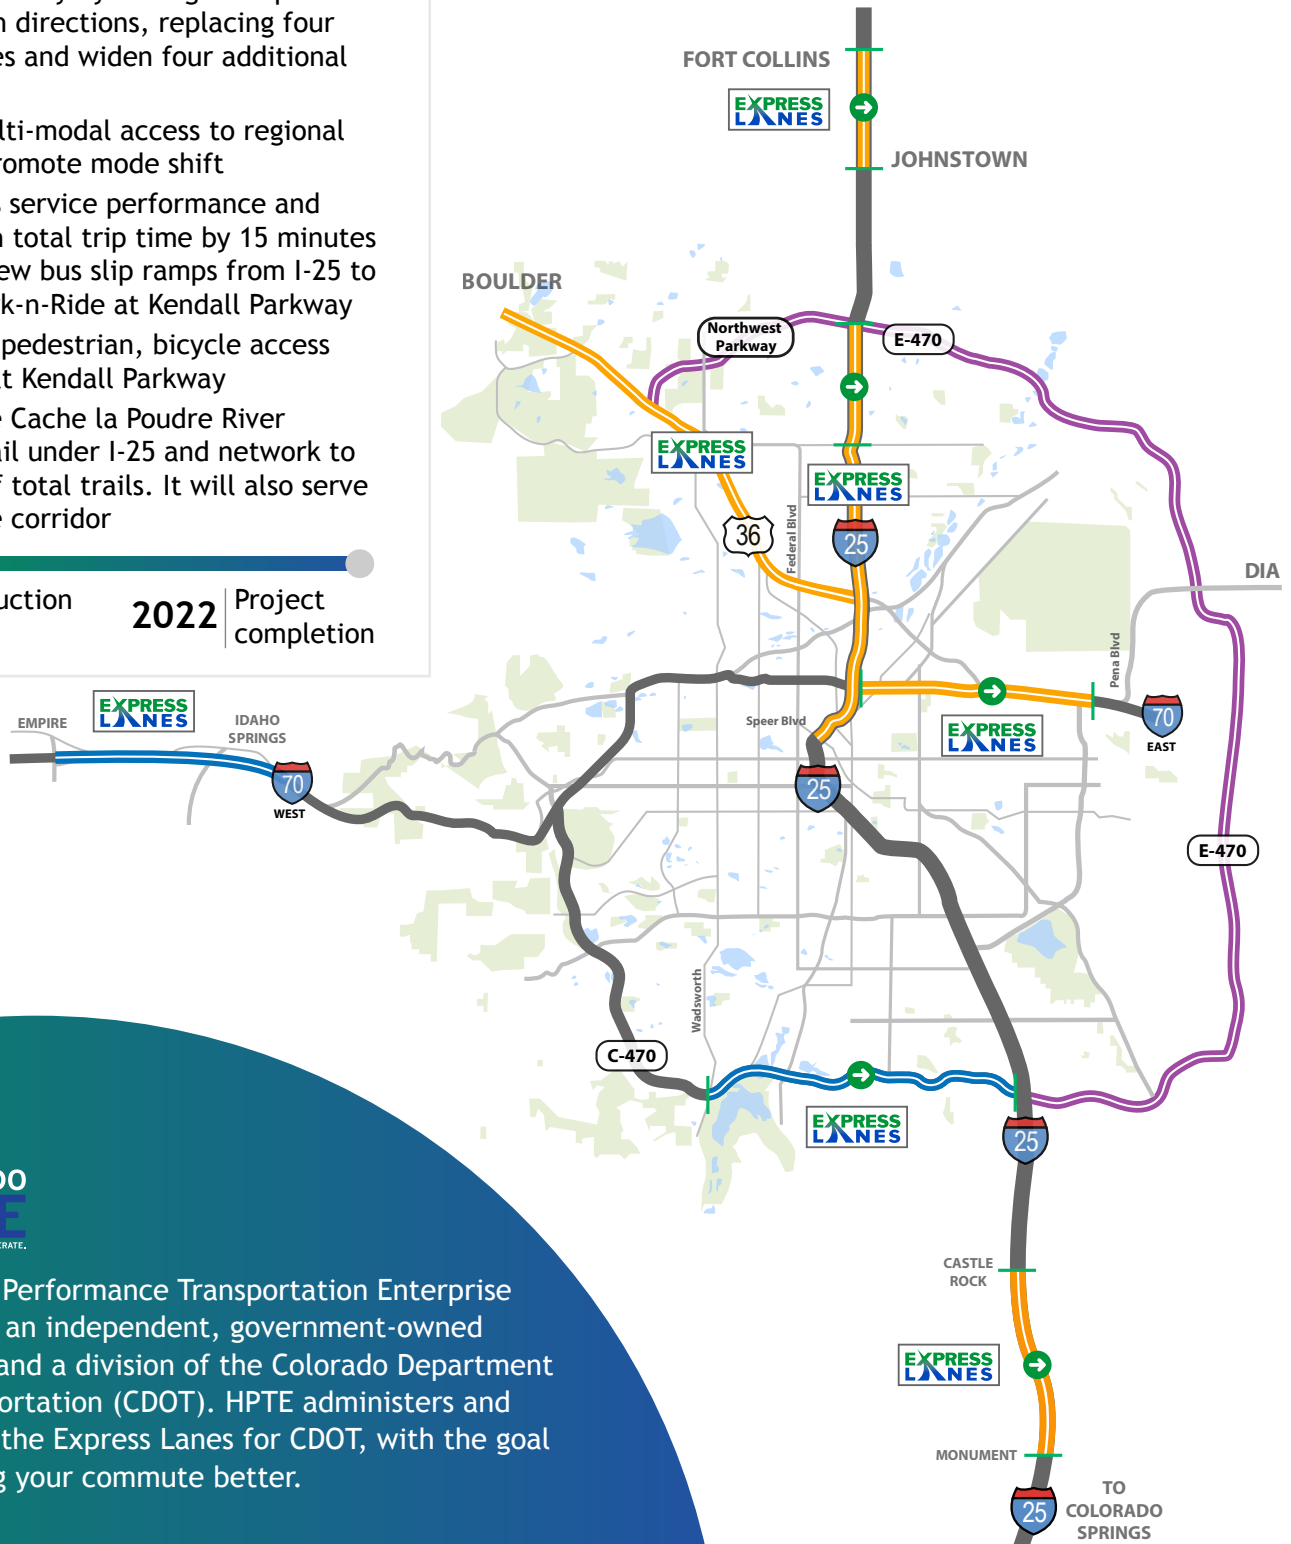 n directions, replacing four
es and widen four additional
lti-modal access to regional
romote mode shift
s service performance and
n total trip time by 15 minutes
ew bus slip ramps from I-25 to
k-n-Ride at Kendall Parkway
pedestrian, bicycle access
at Kendall Parkway
e Cache la Poudre River
ail under I-25 and network to
f total trails. It will also serve
e corridor
uction
2022 Project
completion
FORT COLLINS
EXPRESS
LANES
JOHNSTOWN
BOULDER
Northwest
Parkway
E-470
EXPRESS
LANES
EXPRESS
LANES
36
Federal Blvd
25
DIA
Pena Blvd
EXPRESS
LANES
EMPIRE
IDAHO
SPRINGS
70
WEST
Speer Blvd
EXPRESS
LANES
70
EAST
25
E-470
Wadsworth
C-470
EXPRESS
LANES
25
CASTLE
ROCK
EXPRESS
LANES
MONUMENT
25
TO
COLORADO
SPRINGS
DO
E
ERATE.
Performance Transportation Enterprise
an independent, government-owned
and a division of the Colorado Department
ortation (CDOT). HPTE administers and
the Express Lanes for CDOT, with the goal
g your commute better.